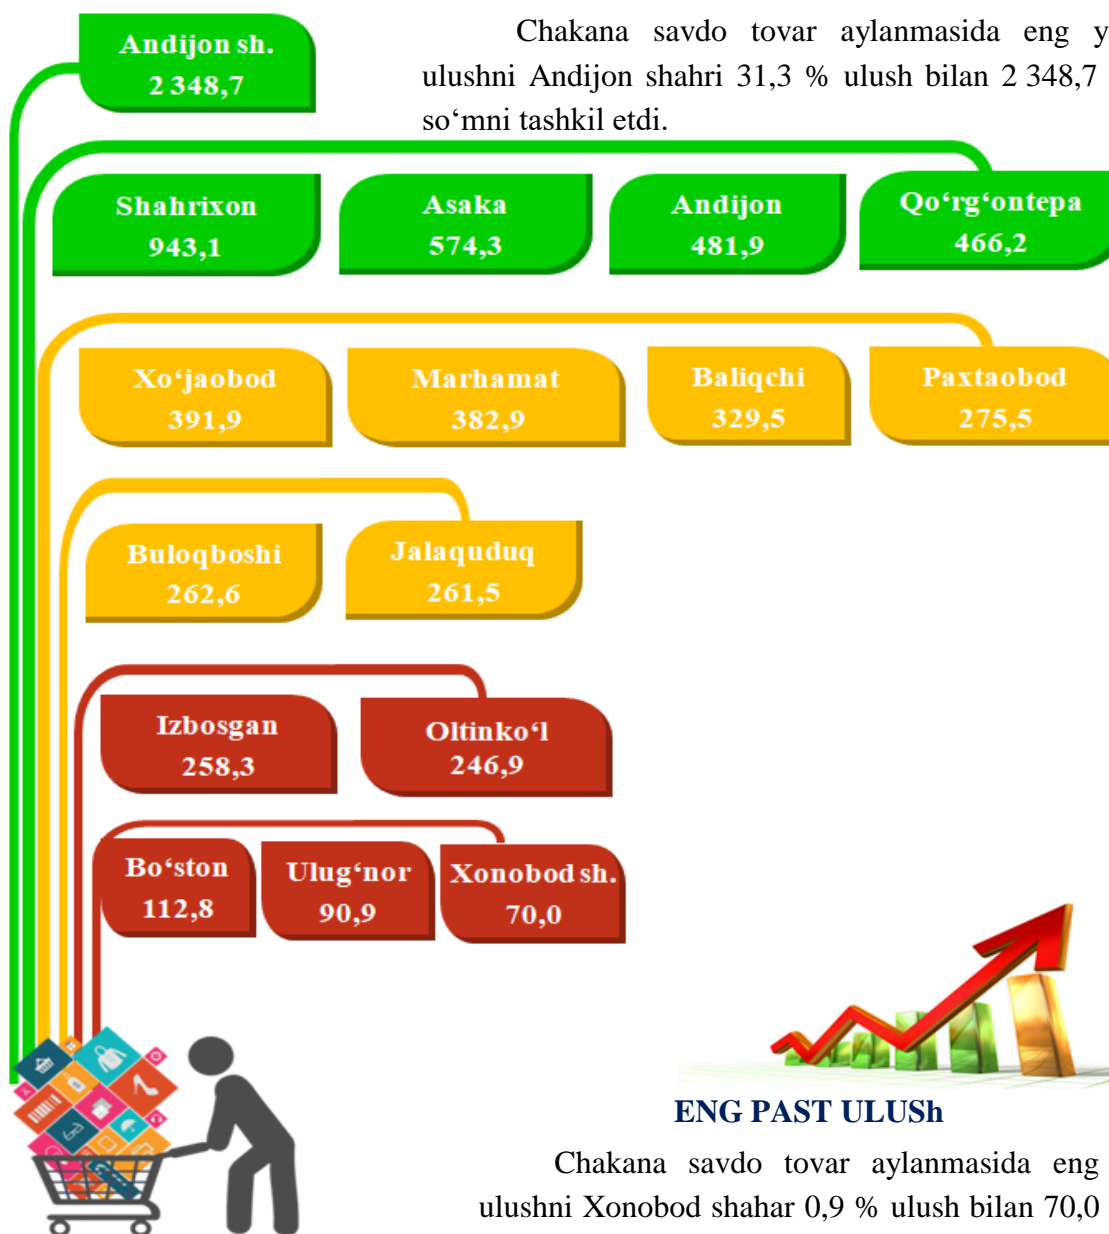 Andijon sh.
2 348,7
Chakana savdo tovar aylanmasida eng
ulushni Andijon shahri 31,3 % ulush bilan 2 348,7
so‘mni tashkil etdi.
Shahrixon
943,1
Asaka
574,3
Andijon
481,9
Qo‘rg‘ontepa
466,2
Xo‘jaobod
391,9
Marhamat
382,9
Baliqchi
329,5
Paxtaobod
275,5
Buloqboshi
262,6
Jalaquduq
261,5
Izbosgan
258,3
Oltinko‘l
246,9
Bo‘ston
112,8
Ulug‘nor
90,9
Xonobod sh.
70,0
ENG PAST ULUSh
Chakana savdo tovar aylanmasida eng
ulushni Xonobod shahar 0,9 % ulush bilan 70,0